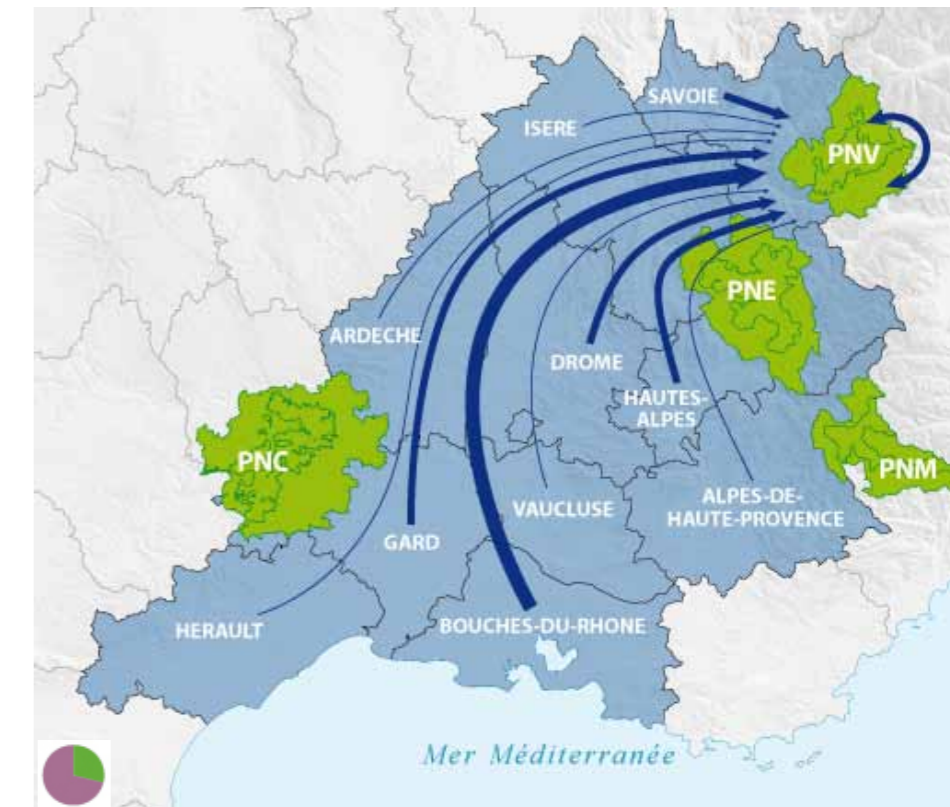 SAVOIE
ISERE
PNV
PNE
ARDECHE
DROME
HAUTES-
ALPES
PNC
PNM
VAUCLUSE
ALPES-DE-
HAUTE-PROVENCE
GARD
HERAULT
BOUCHES-DU-RHONE
Mer Méditerranée